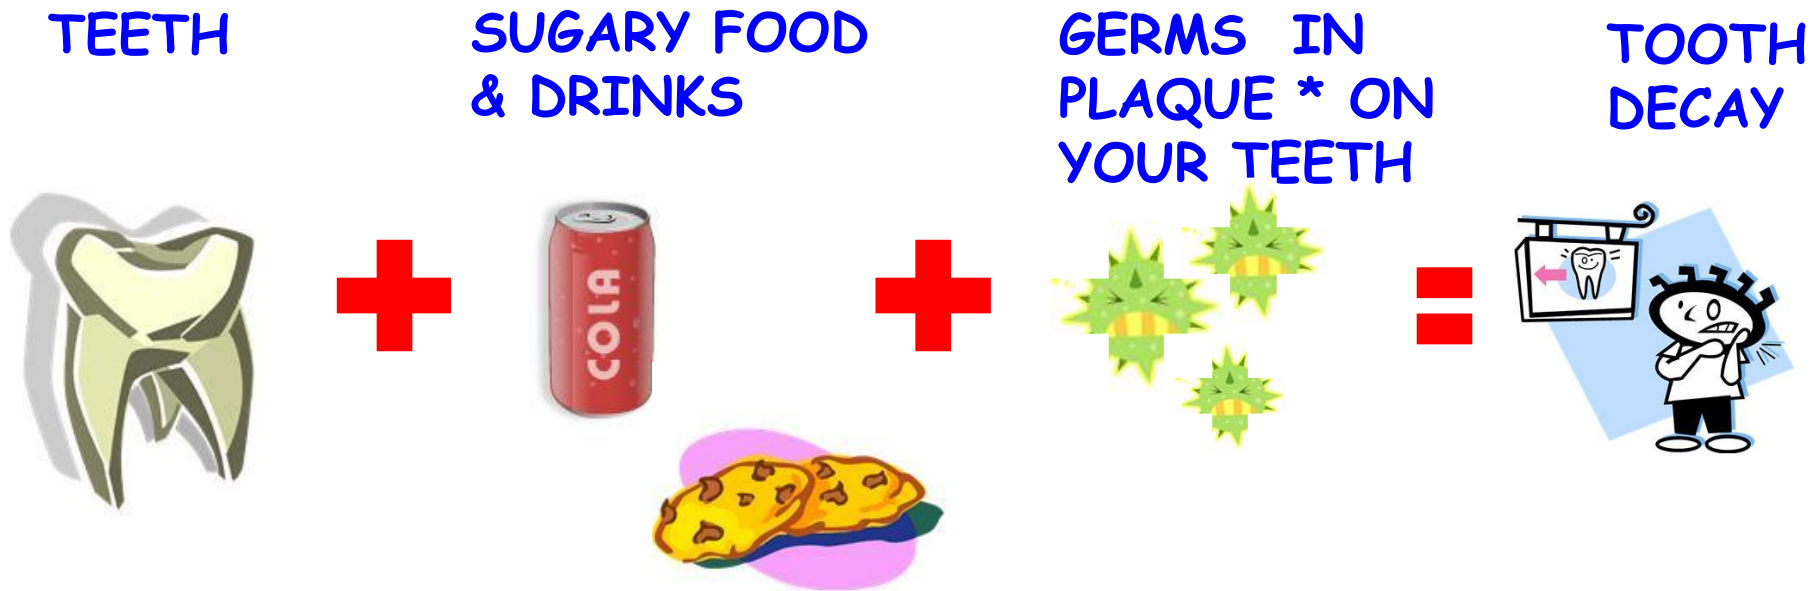 TEETH
SUGARY FOOD
& DRINKS
GERMS IN
PLAQUE * ON
YOUR TEETH
TOOTH
DECAY
COLA